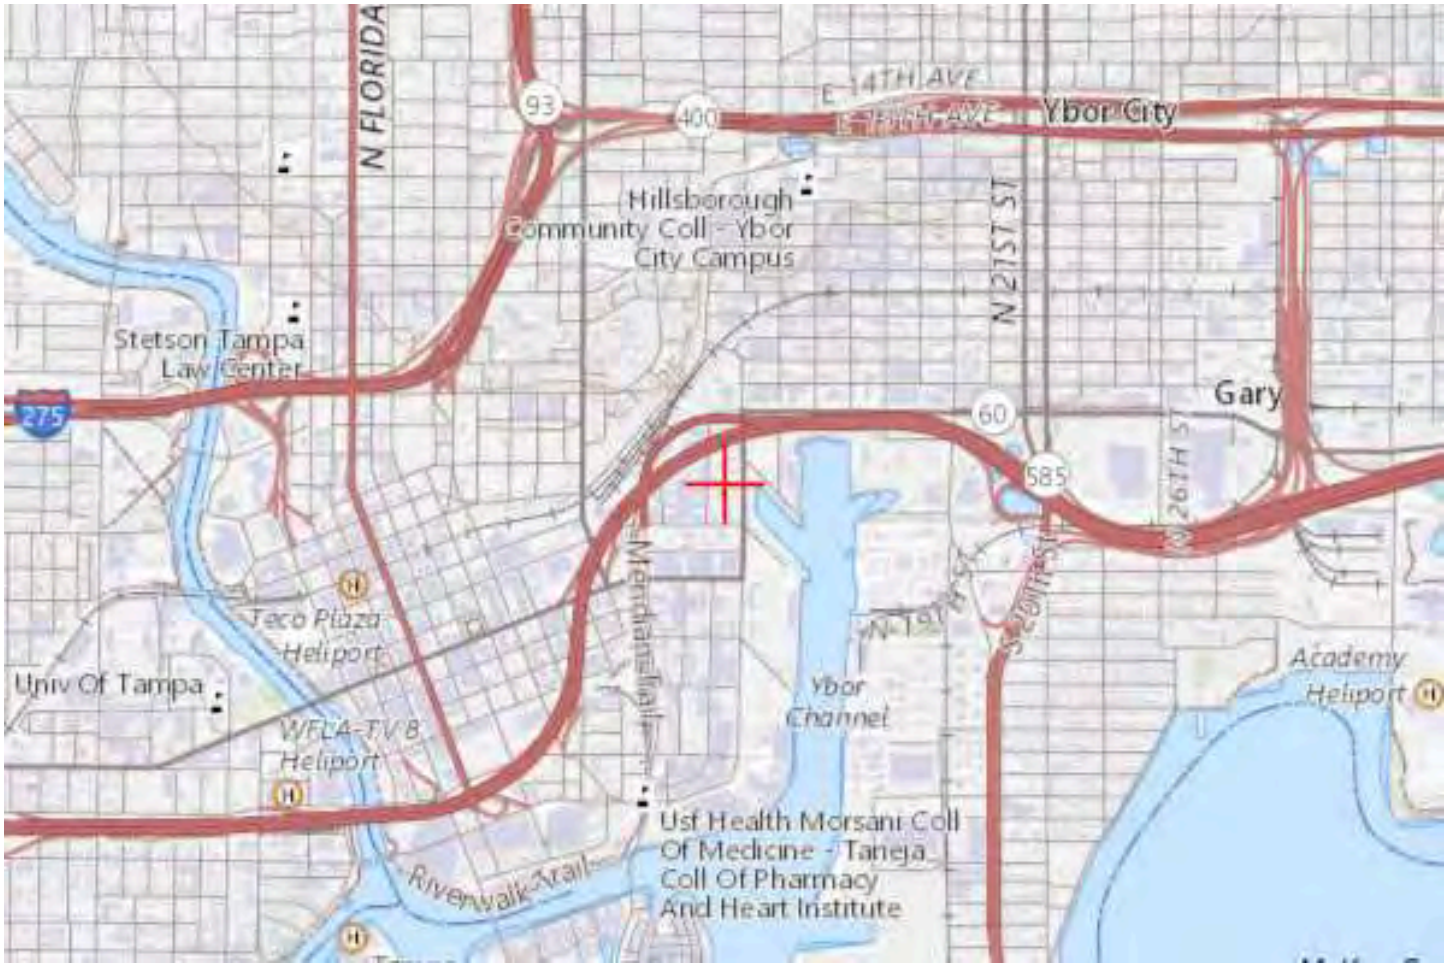 N FLORIDA
93
400
E 14TH AVE
Ybor City
Hillsborough
Community Coll - Ybor
City Campus
N 21ST ST
Stetson Tampa
Law Center
275
60
Gary
585
N 26TH ST
H
Teco Plaza
Heliport
Meridian Trail
N 19TH ST
S 20TH ST
Univ Of Tampa
Academy
Heliport
H
Ybor
Channel
WFLA-TV 8
Heliport
H
Usf Health Morsani Coll
Of Medicine - Taneja
Coll Of Pharmacy
And Heart Institute
Riverwalk Trail
H